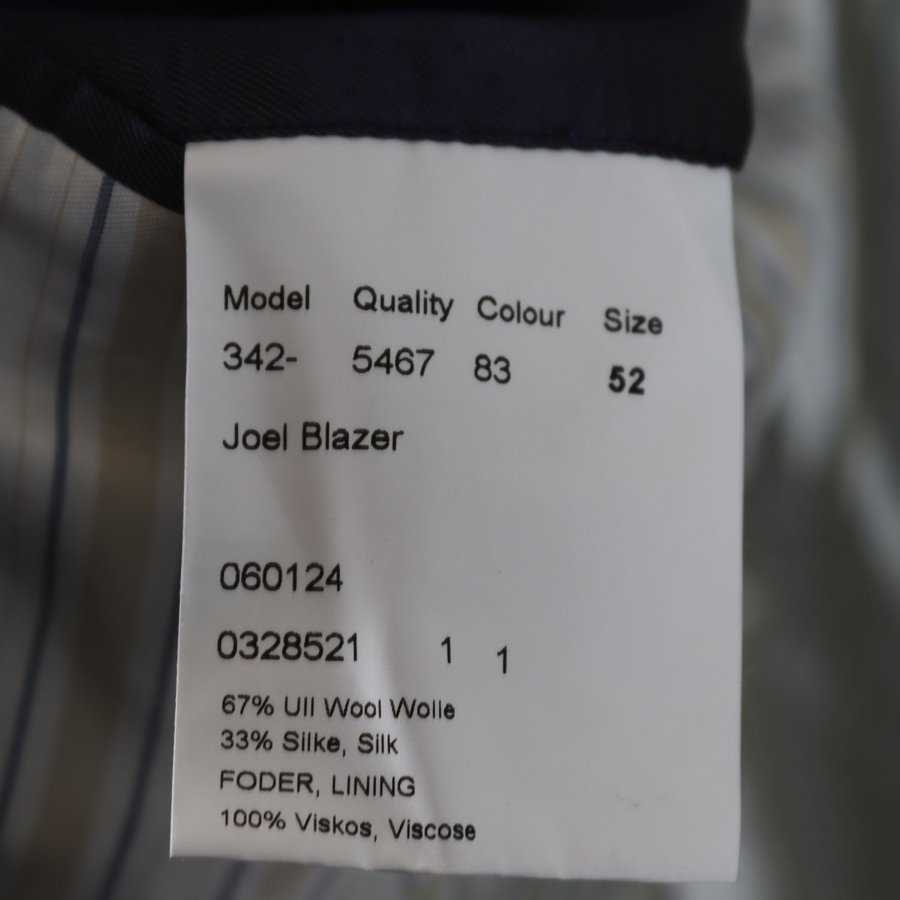 Model Quality Colour Size
342- 5467 83 52
Joel Blazer
060124
0328521 1 1
67% Ull Wool Wolle
33% Silke, Silk
FODER, LINING
100% Viskos, Viscose